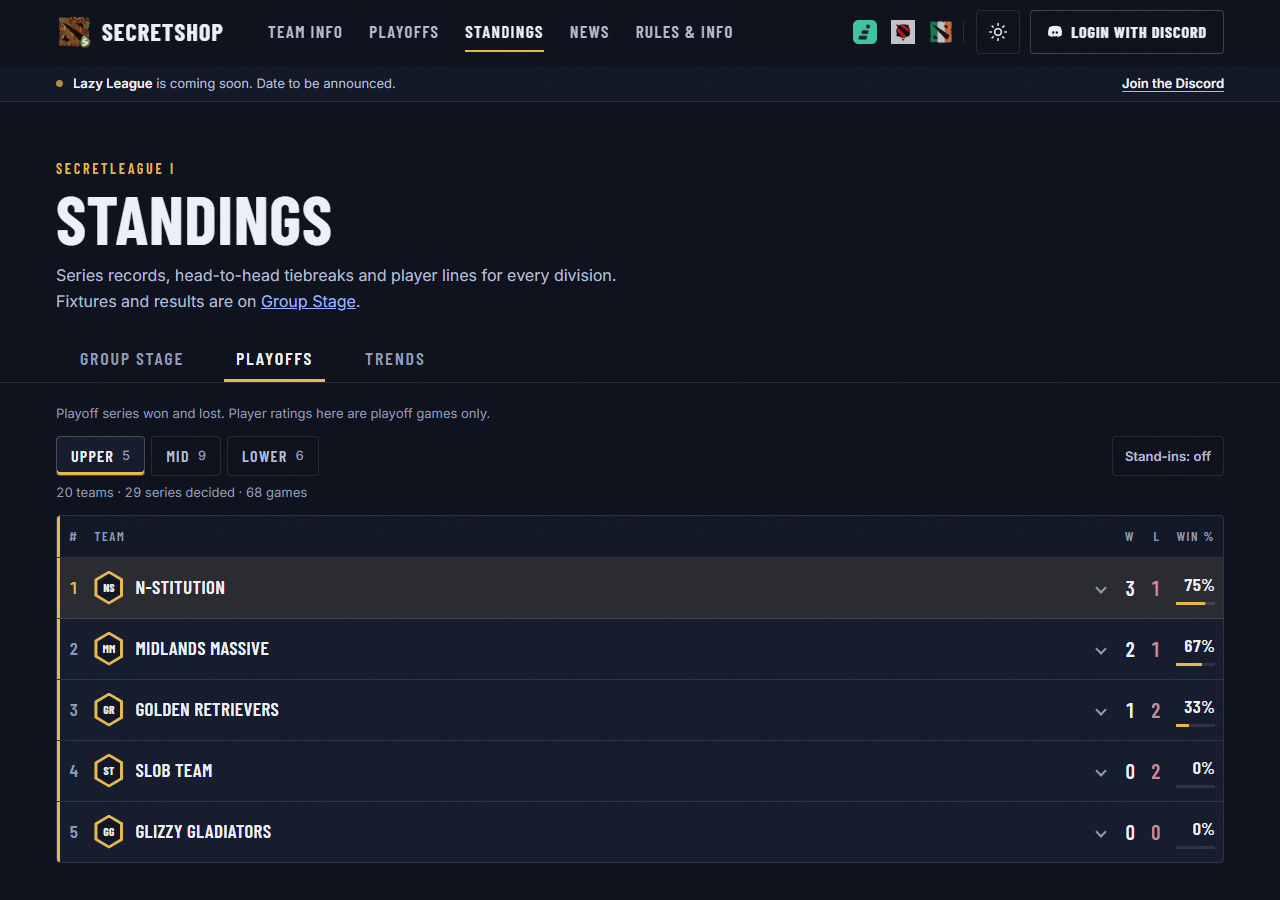 SECRETSHOP TEAM INFO PLAYOFFS STANDINGS NEWS RULES & INFO LOGIN WITH DISCORD
Lazy League is coming soon. Date to be announced. Join the Discord
SECRETLEAGUE I
STANDINGS
Series records, head-to-head tiebreaks and player lines for every division.
Fixtures and results are on Group Stage.
GROUP STAGE PLAYOFFS TRENDS
Playoff series won and lost. Player ratings here are playoff games only.
UPPER 5 MID 9 LOWER 6 Stand-ins: off
20 teams · 29 series decided · 68 games
# TEAM W L WIN %
1 NS N-STITUTION 3 1 75%
2 MM MIDLANDS MASSIVE 2 1 67%
3 GR GOLDEN RETRIEVERS 1 2 33%
4 ST SLOB TEAM 0 2 0%
5 GG GLIZZY GLADIATORS 0 0 0%